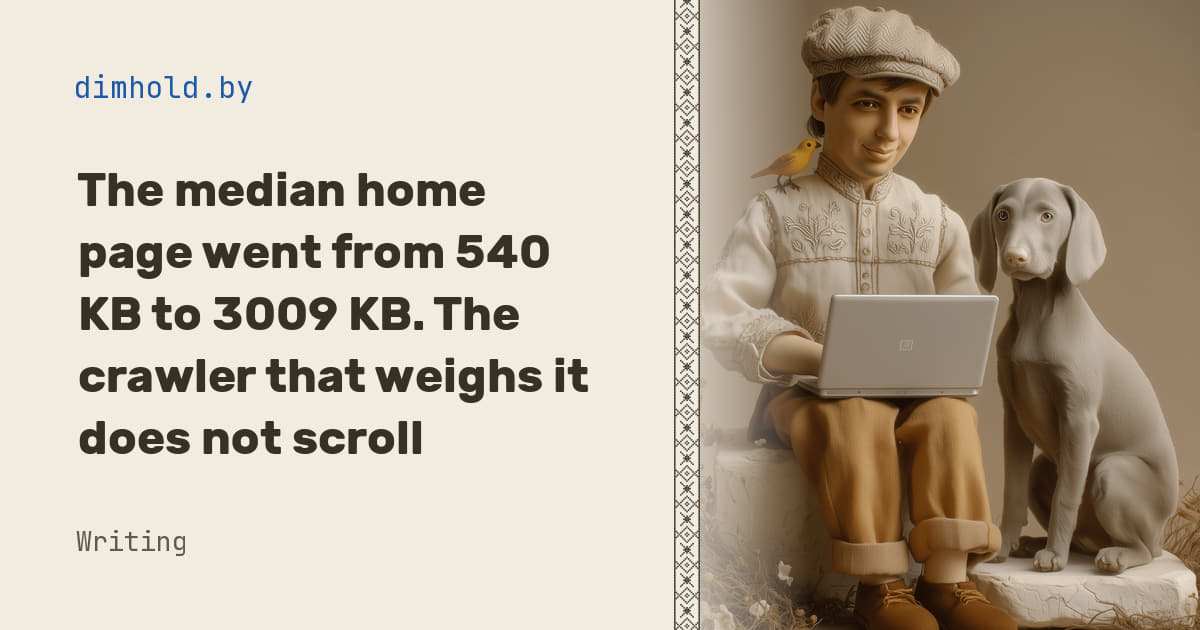 dimhold.by
The median home
page went from 540
KB to 3009 KB. The
crawler that weighs it
does not scroll
Writing